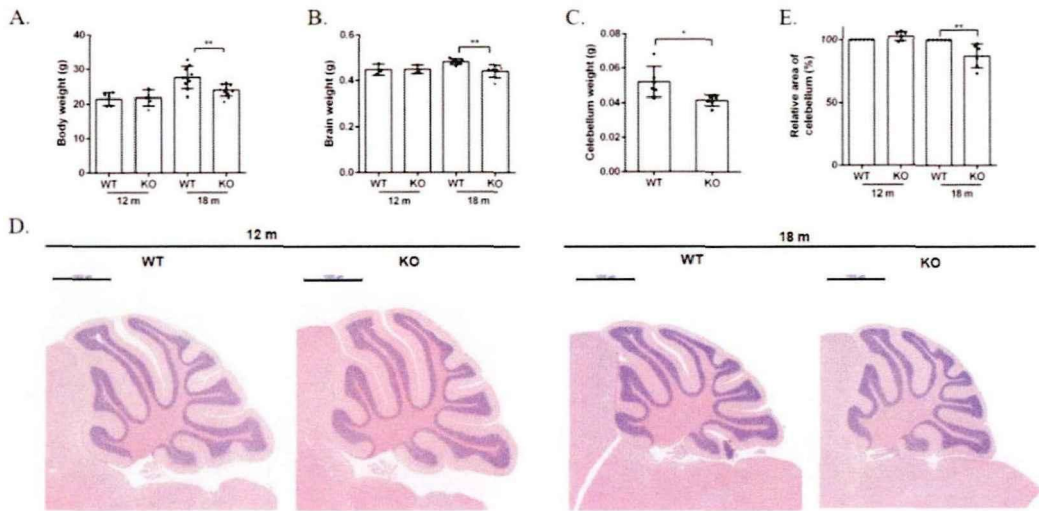 A.
Body weight (g)
40
30
20
10
0
**
WT KO WT KO
12 m 18 m
B.
Brain weight (g)
0.6
0.4
0.2
0.0
**
WT KO WT KO
12 m 18 m
C.
Celebellum weight (g)
0.08
0.06
0.04
0.02
0.00
*
WT KO
E.
Relative area of
celebellum (%)
100
50
0
**
WT KO WT KO
12 m 18 m
D.
12 m
WT KO
18 m
WT KO